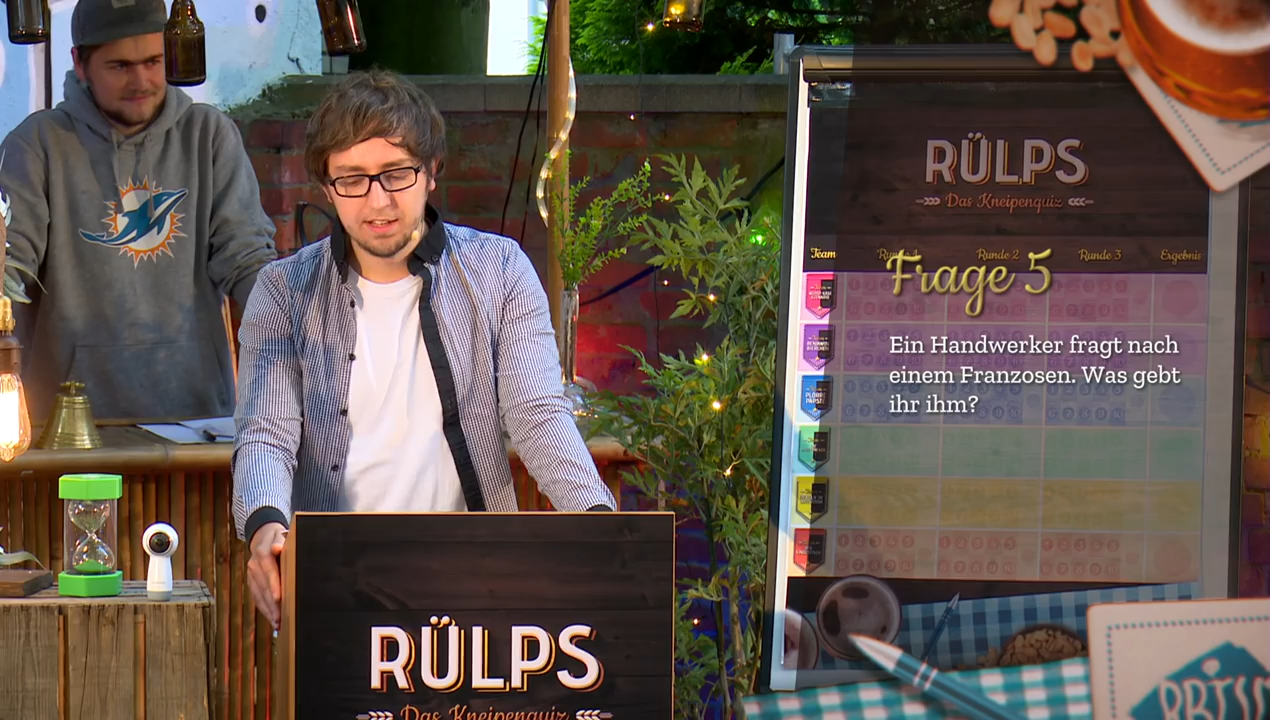 RÜLPS
Das Kneipenquiz
Team Runde 2 Runde 3 Ergebnis
Frage 5
Ein Handwerker fragt nach
einem Franzosen. Was gebt
ihr ihm?
RÜLPS
Das Kneipenquiz